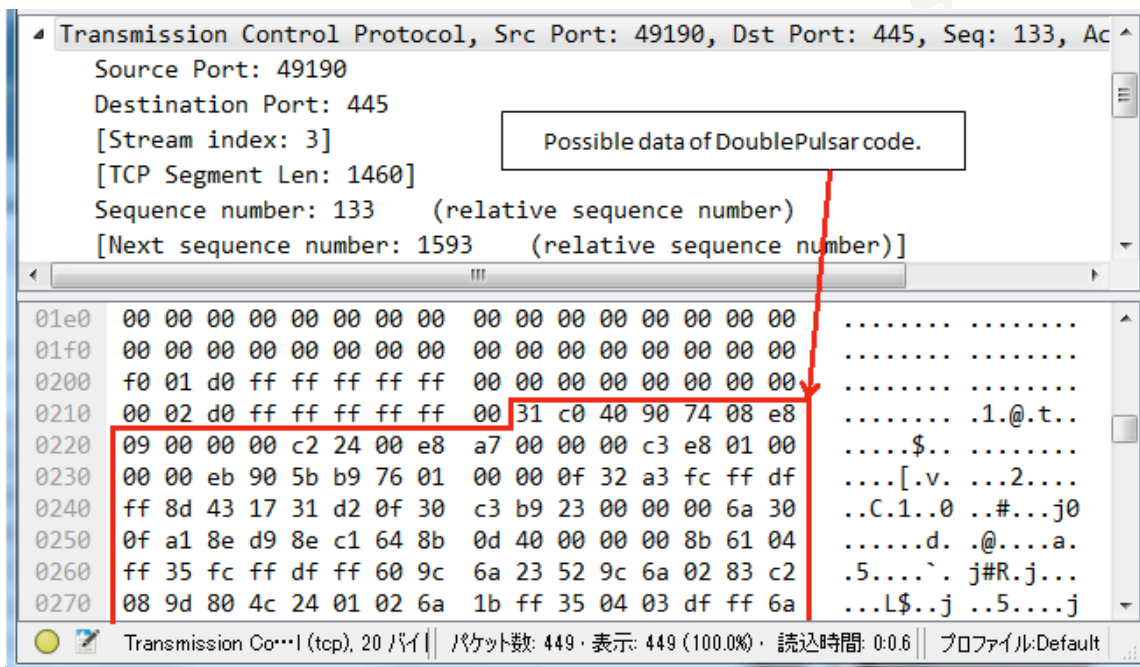 Transmission Control Protocol, Src Port: 49190, Dst Port: 445, Seq: 133, Ac
Source Port: 49190
Destination Port: 445
[Stream index: 3]
Possible data of DoublePulsar code.
[TCP Segment Len: 1460]
Sequence number: 133 (relative sequence number)
[Next sequence number: 1593 (relative sequence number)]
01e0 00 00 00 00 00 00 00 00 00 00 00 00 00 00 00 00 ........ ........
01f0 00 00 00 00 00 00 00 00 00 00 00 00 00 00 00 00 ........ ........
0200 f0 01 d0 ff ff ff ff ff 00 00 00 00 00 00 00 00 ........ ........
0210 00 02 d0 ff ff ff ff ff 00 31 c0 40 90 74 08 e8 ........ .1.@.t..
0220 09 00 00 00 c2 24 00 e8 a7 00 00 00 c3 e8 01 00 .....$.. ........
0230 00 00 eb 90 5b b9 76 01 00 00 0f 32 a3 fc ff df ....[.v. ...2....
0240 ff 8d 43 17 31 d2 0f 30 c3 b9 23 00 00 00 6a 30 ..C.1..0 ..#...j0
0250 0f a1 8e d9 8e c1 64 8b 0d 40 00 00 00 8b 61 04 ......d. .@....a.
0260 ff 35 fc ff df ff 60 9c 6a 23 52 9c 6a 02 83 c2 .5....`. j#R.j...
0270 08 9d 80 4c 24 01 02 6a 1b ff 35 04 03 df ff 6a ...L$..j ..5....j
Transmission Co···l (tcp), 20 バイ パケット数: 449 · 表示: 449 (100.0%) · 読込時間: 0:0.6 プロファイル:Default